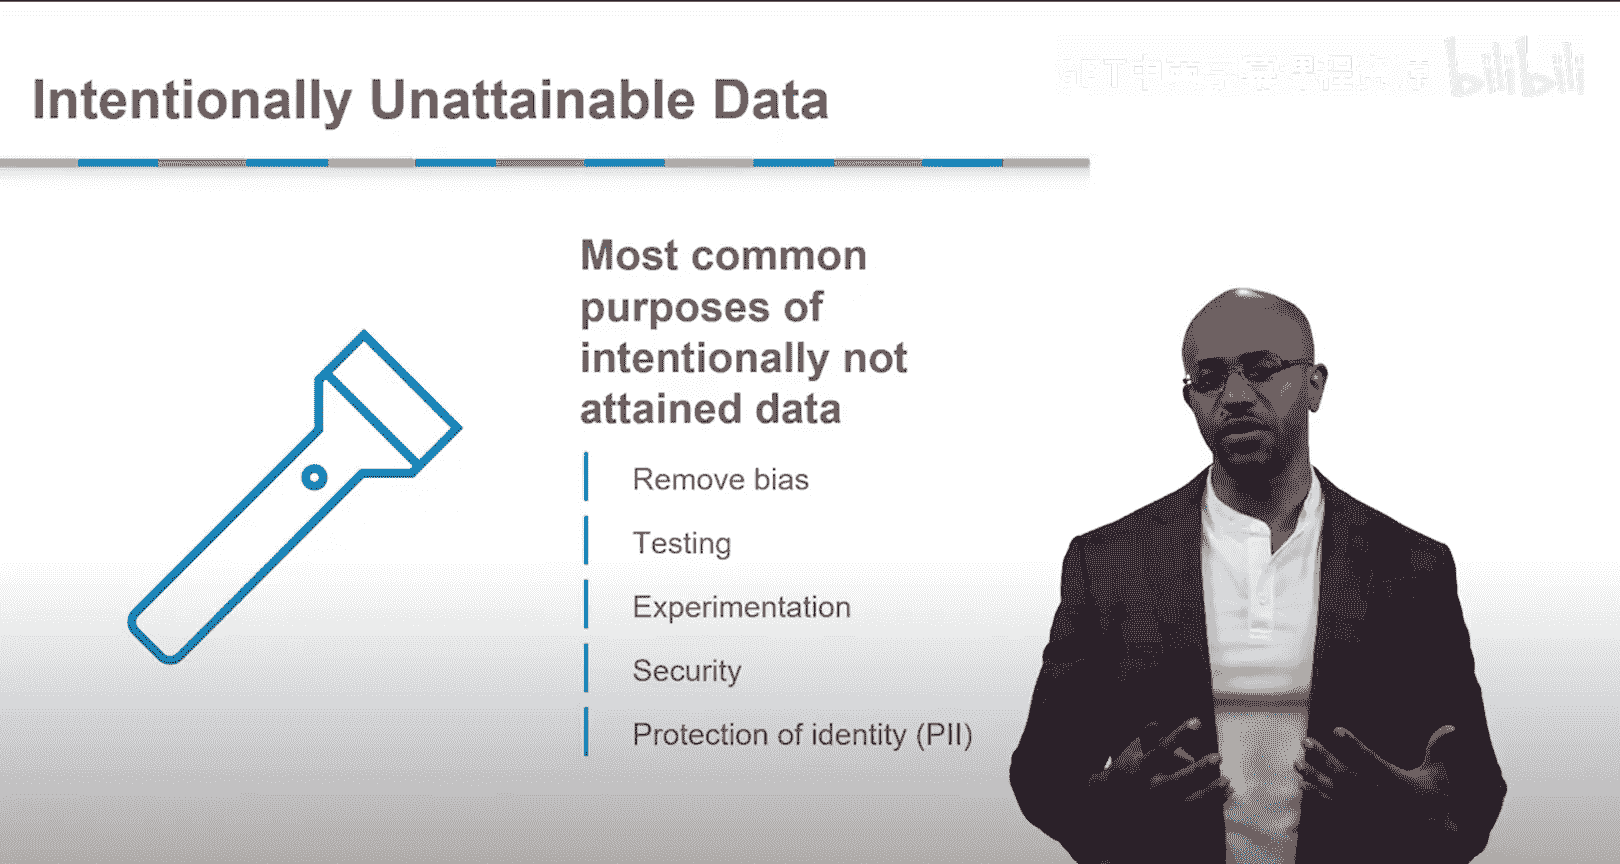 bilibili
Intentionally Unattainable Data
Most common
purposes of
intentionally not
attained data
Remove bias
Testing
Experimentation
Security
Protection of identity (PII)